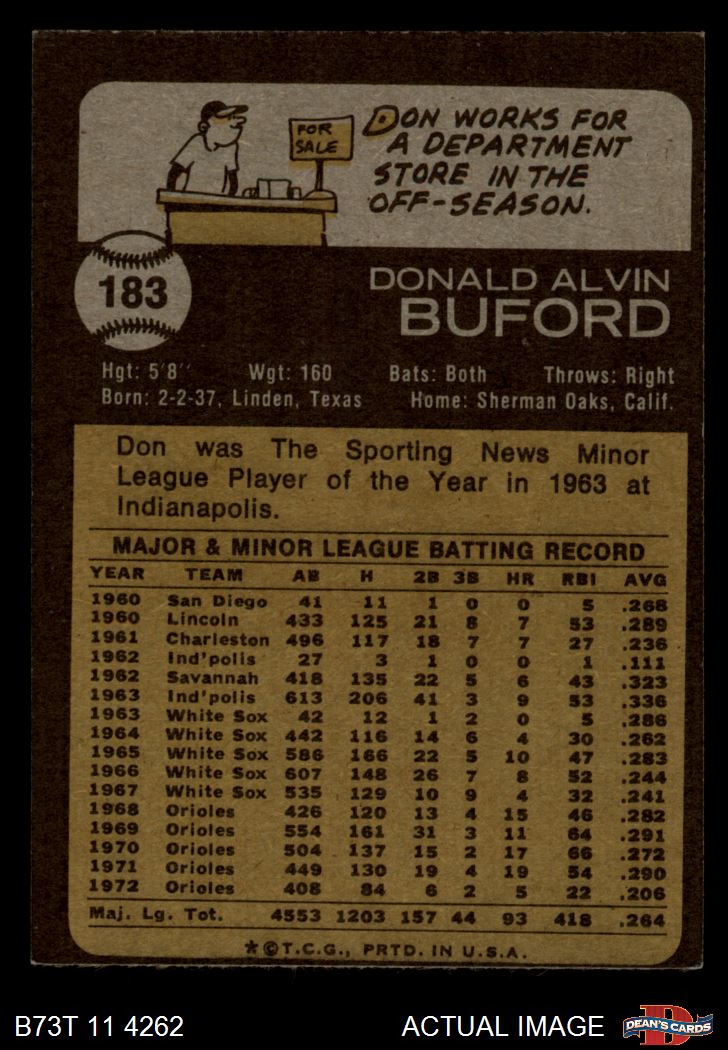 FOR
SALE
DON WORKS FOR
A DEPARTMENT
STORE IN THE
OFF-SEASON.
183
DONALD ALVIN
BUFORD
Hgt: 5'8" Wgt: 160 Bats: Both Throws: Right
Born: 2-2-37, Linden, Texas Home: Sherman Oaks, Calif.
Don was The Sporting News Minor
League Player of the Year in 1963 at
Indianapolis.
MAJOR & MINOR LEAGUE BATTING RECORD
YEAR TEAM AB H 2B 3B HR RBI AVG
1960 San Diego 41 11 1 0 0 5 .268
1960 Lincoln 433 125 21 8 7 53 .289
1961 Charleston 496 117 18 7 7 27 .236
1962 Ind'polis 27 3 1 0 0 1 .111
1962 Savannah 418 135 22 5 6 43 .323
1963 Ind'polis 613 206 41 3 9 53 .336
1963 White Sox 42 12 1 2 0 5 .286
1964 White Sox 442 116 14 6 4 30 .262
1965 White Sox 586 166 22 5 10 47 .283
1966 White Sox 607 148 26 7 8 52 .244
1967 White Sox 535 129 10 9 4 32 .241
1968 Orioles 426 120 13 4 15 46 .282
1969 Orioles 554 161 31 3 11 64 .291
1970 Orioles 504 137 15 2 17 66 .272
1971 Orioles 449 130 19 4 19 54 .290
1972 Orioles 408 84 6 2 5 22 .206
Maj. Lg. Tot. 4553 1203 157 44 93 418 .264
★©T.C.G., PRTD. IN U.S.A.
B73T 11 4262 ACTUAL IMAGE
DEAN'S CARDS